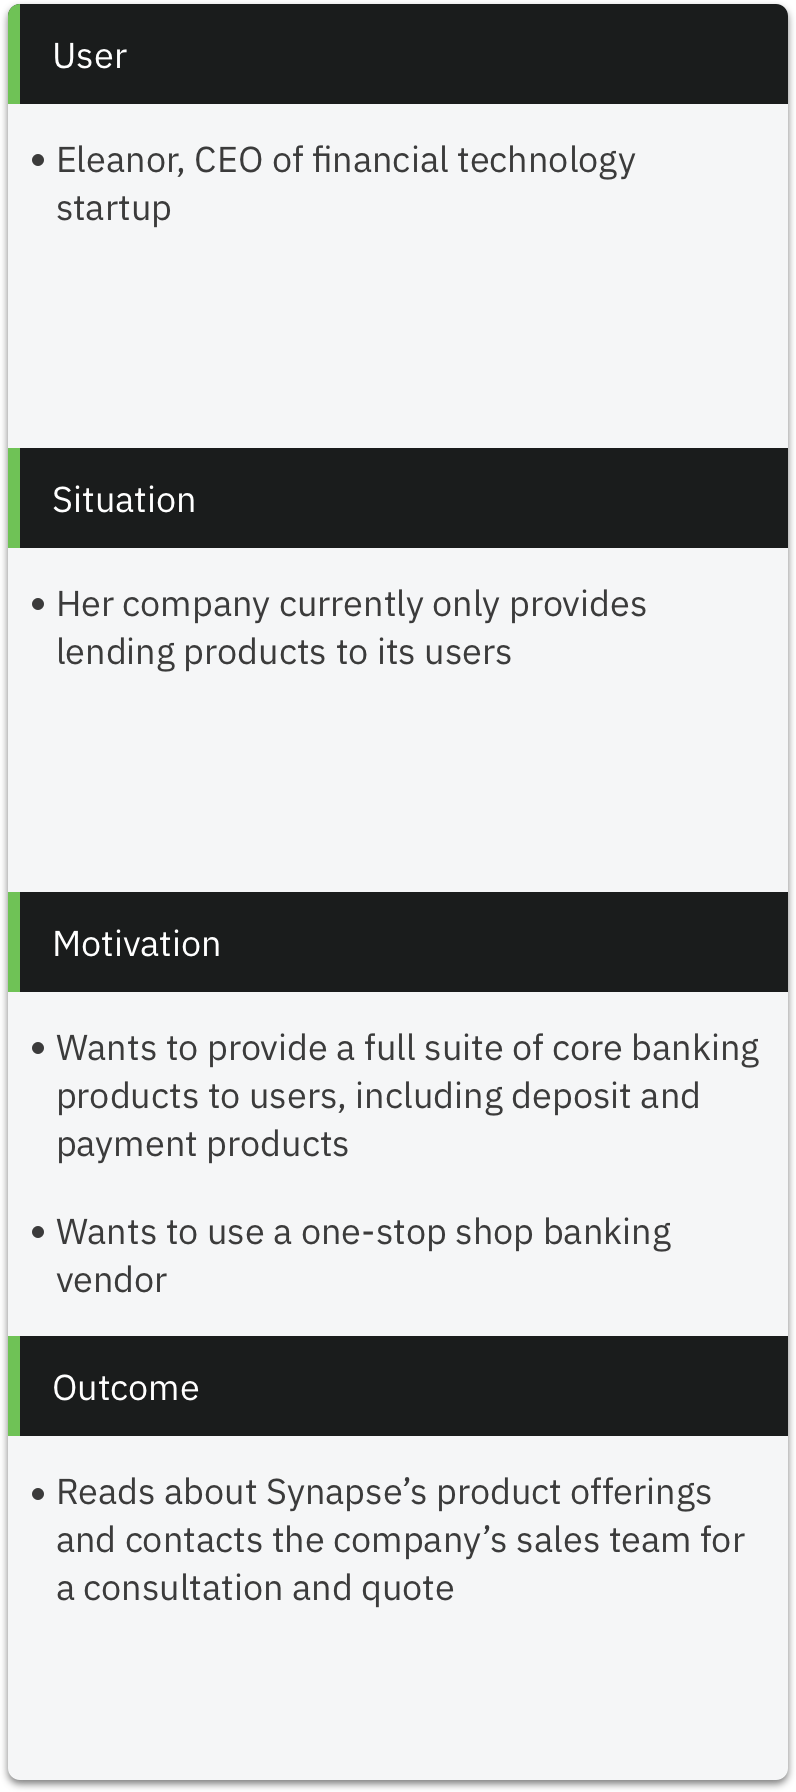 User
• Eleanor, CEO of financial technology
startup
Situation
• Her company currently only provides
lending products to its users
Motivation
• Wants to provide a full suite of core banking
products to users, including deposit and
payment products
• Wants to use a one-stop shop banking
vendor
Outcome
• Reads about Synapse’s product offerings
and contacts the company’s sales team for
a consultation and quote